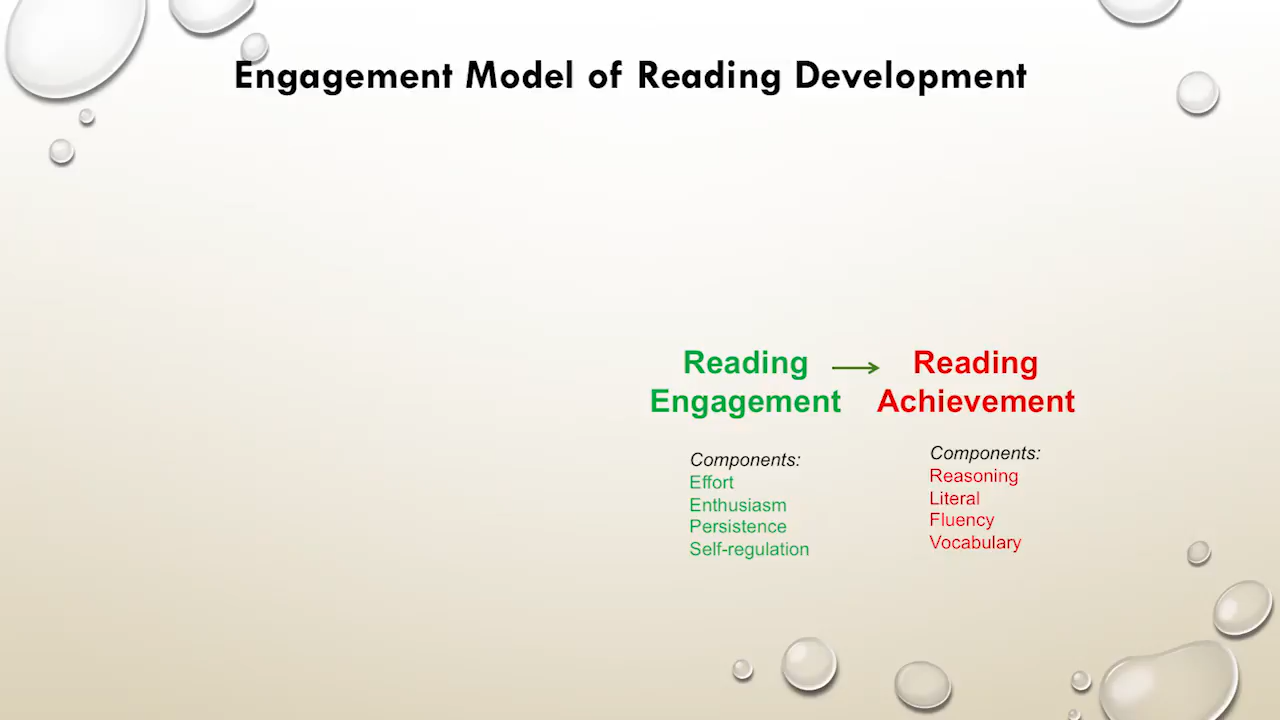 Engagement Model of Reading Development
Reading
Engagement
Components:
Effort
Enthusiasm
Persistence
Self-regulation
Reading
Achievement
Components:
Reasoning
Literal
Fluency
Vocabulary